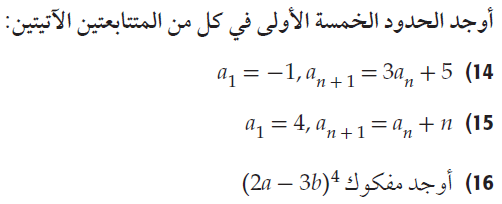 أوجد الحدود الخمسة الأولى في كل من المتتابعتين الآتيتين:
(14 a₁ = −1, aₙ₊₁ = 3aₙ + 5
(15 a₁ = 4, aₙ₊₁ = aₙ + n
(16 أوجد مفكوك (2a − 3b)⁴